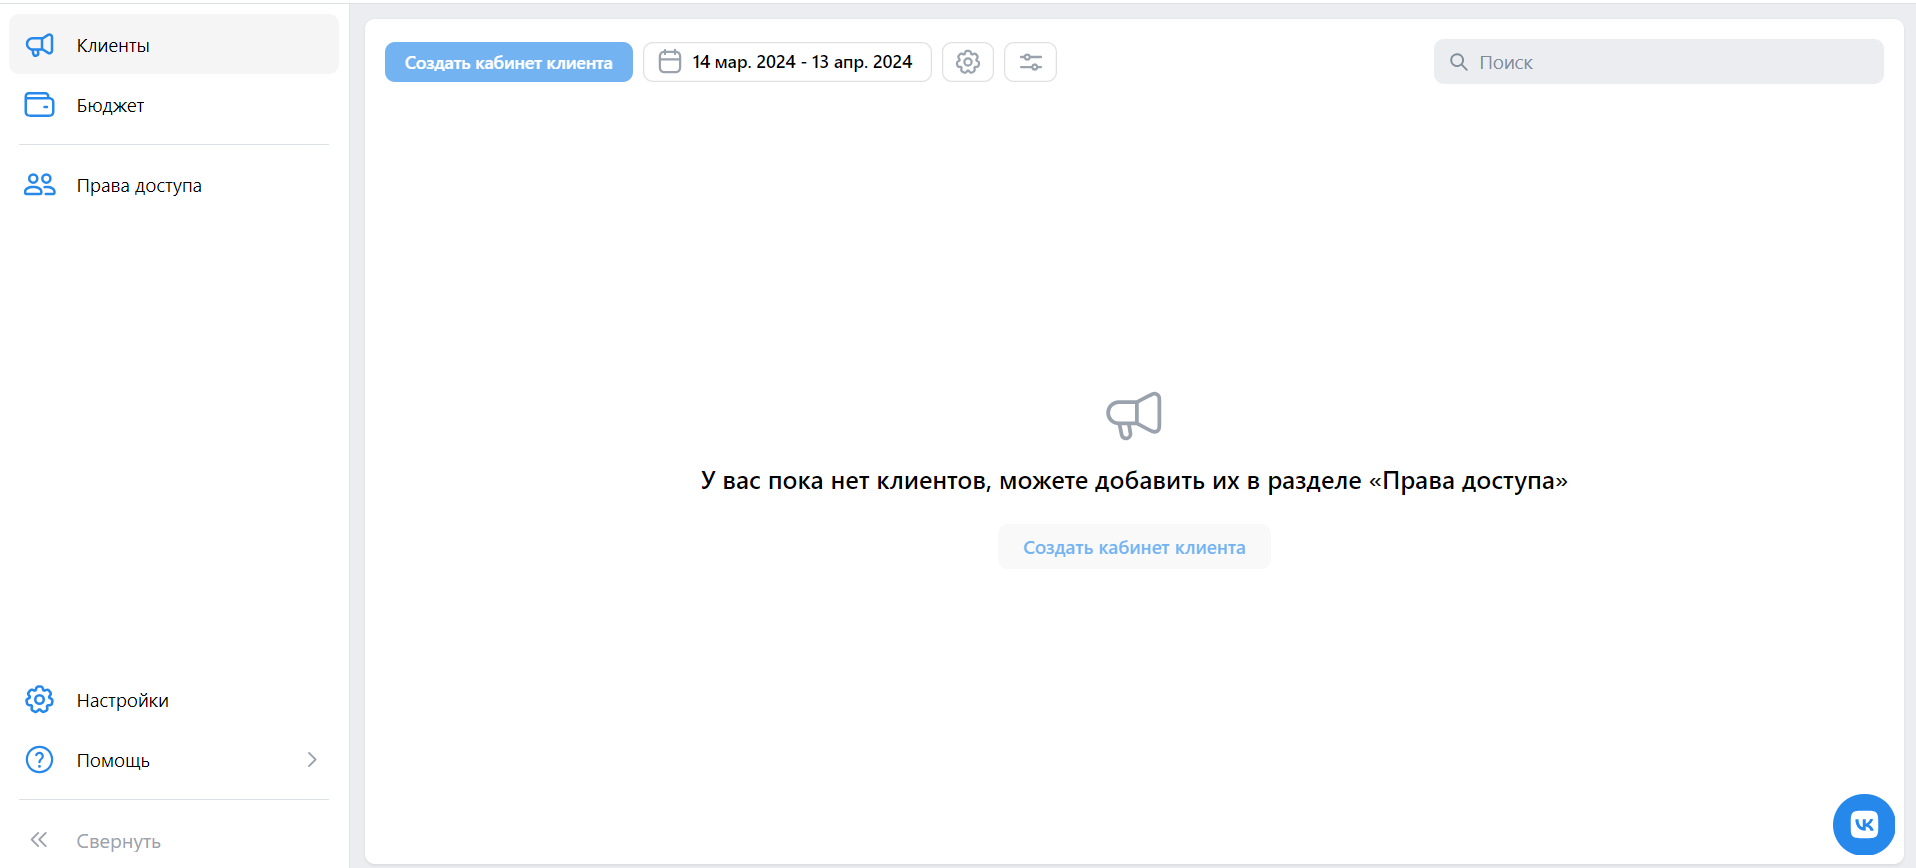 Клиенты
Бюджет
Права доступа
Настройки
Помощь
Свернуть
Создать кабинет клиента
14 мар. 2024 - 13 апр. 2024
Поиск
У вас пока нет клиентов, можете добавить их в разделе «Права доступа»
Создать кабинет клиента